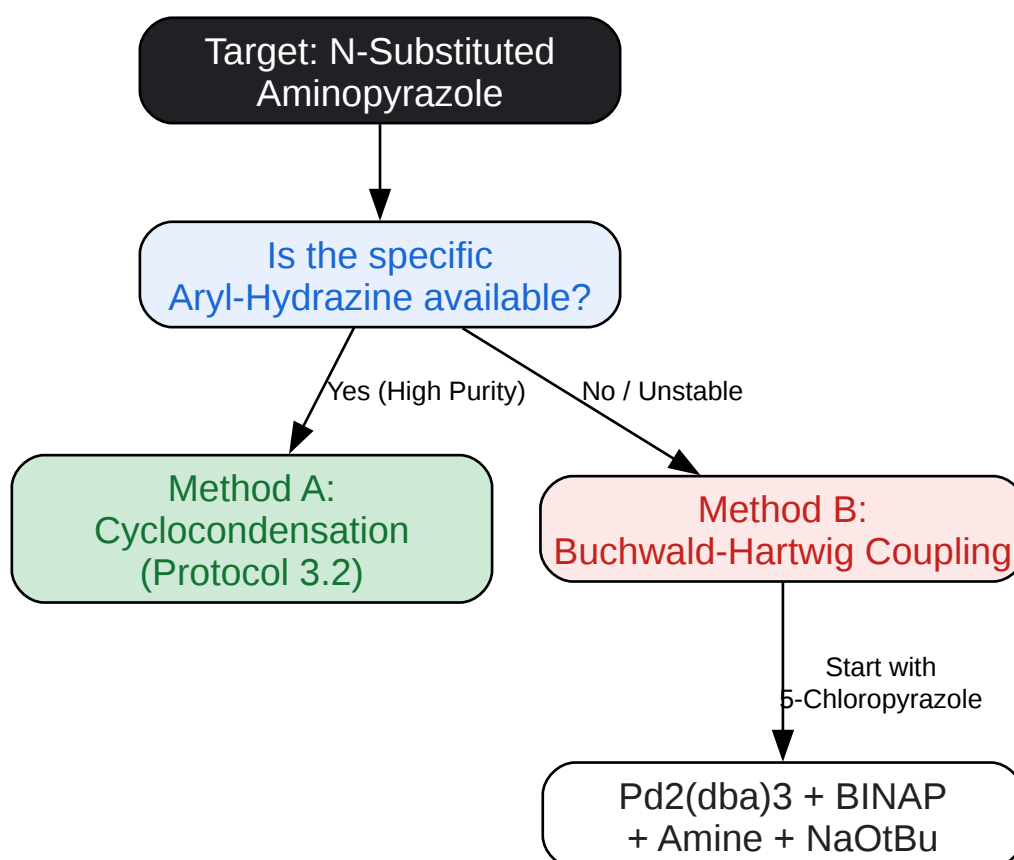 Target: N-Substituted
Aminopyrazole
Is the specific
Aryl-Hydrazine available?
Yes (High Purity)
No / Unstable
Method A:
Cyclocondensation
(Protocol 3.2)
Method B:
Buchwald-Hartwig Coupling
Start with
5-Chloropyrazole
Pd2(dba)3 + BINAP
+ Amine + NaOtBu